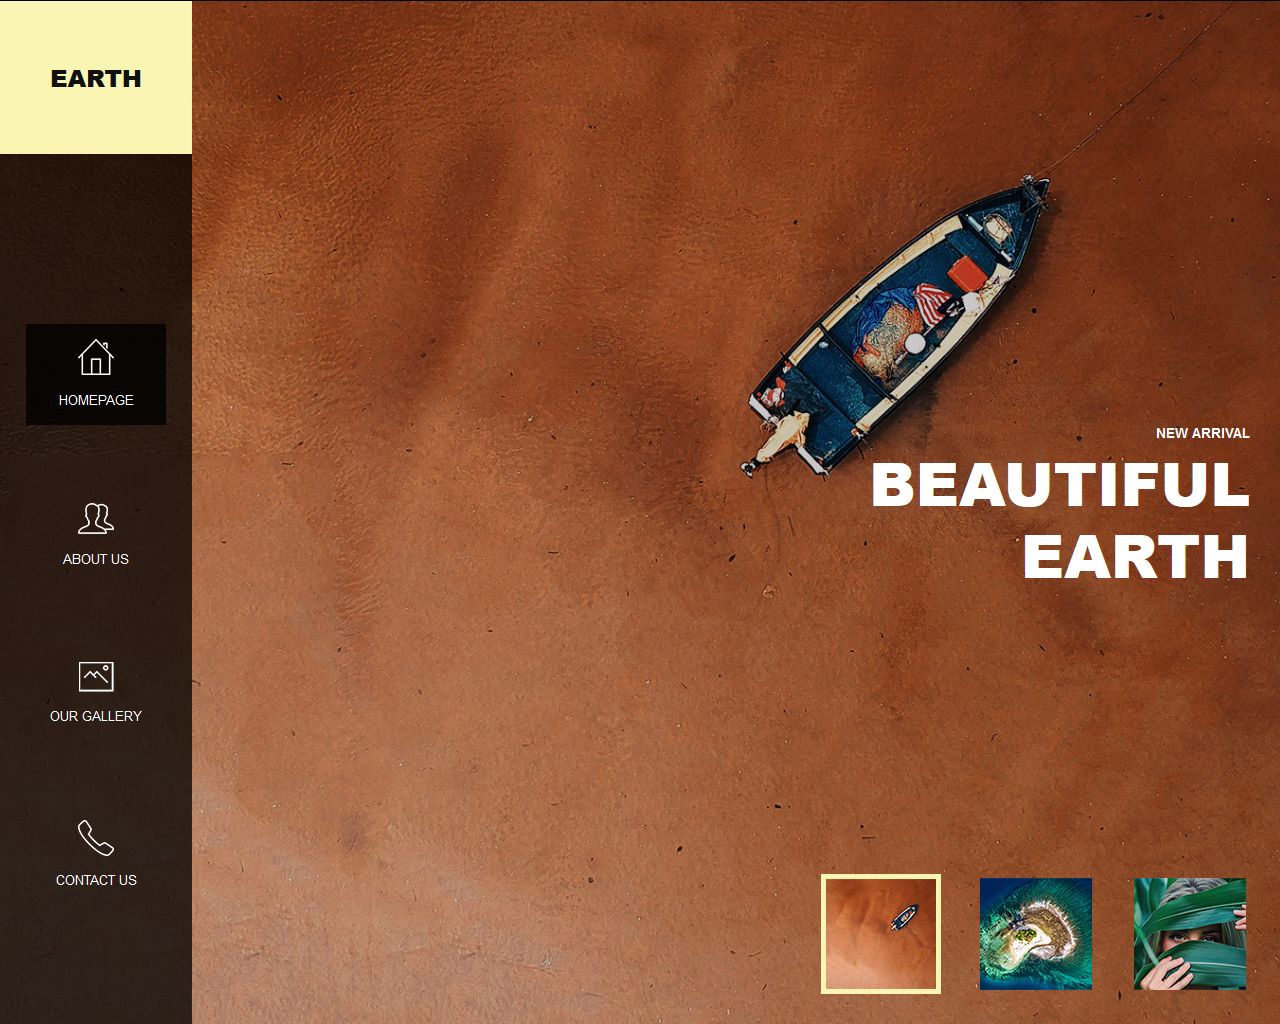 EARTH
HOMEPAGE
ABOUT US
OUR GALLERY
CONTACT US
NEW ARRIVAL
BEAUTIFUL
EARTH